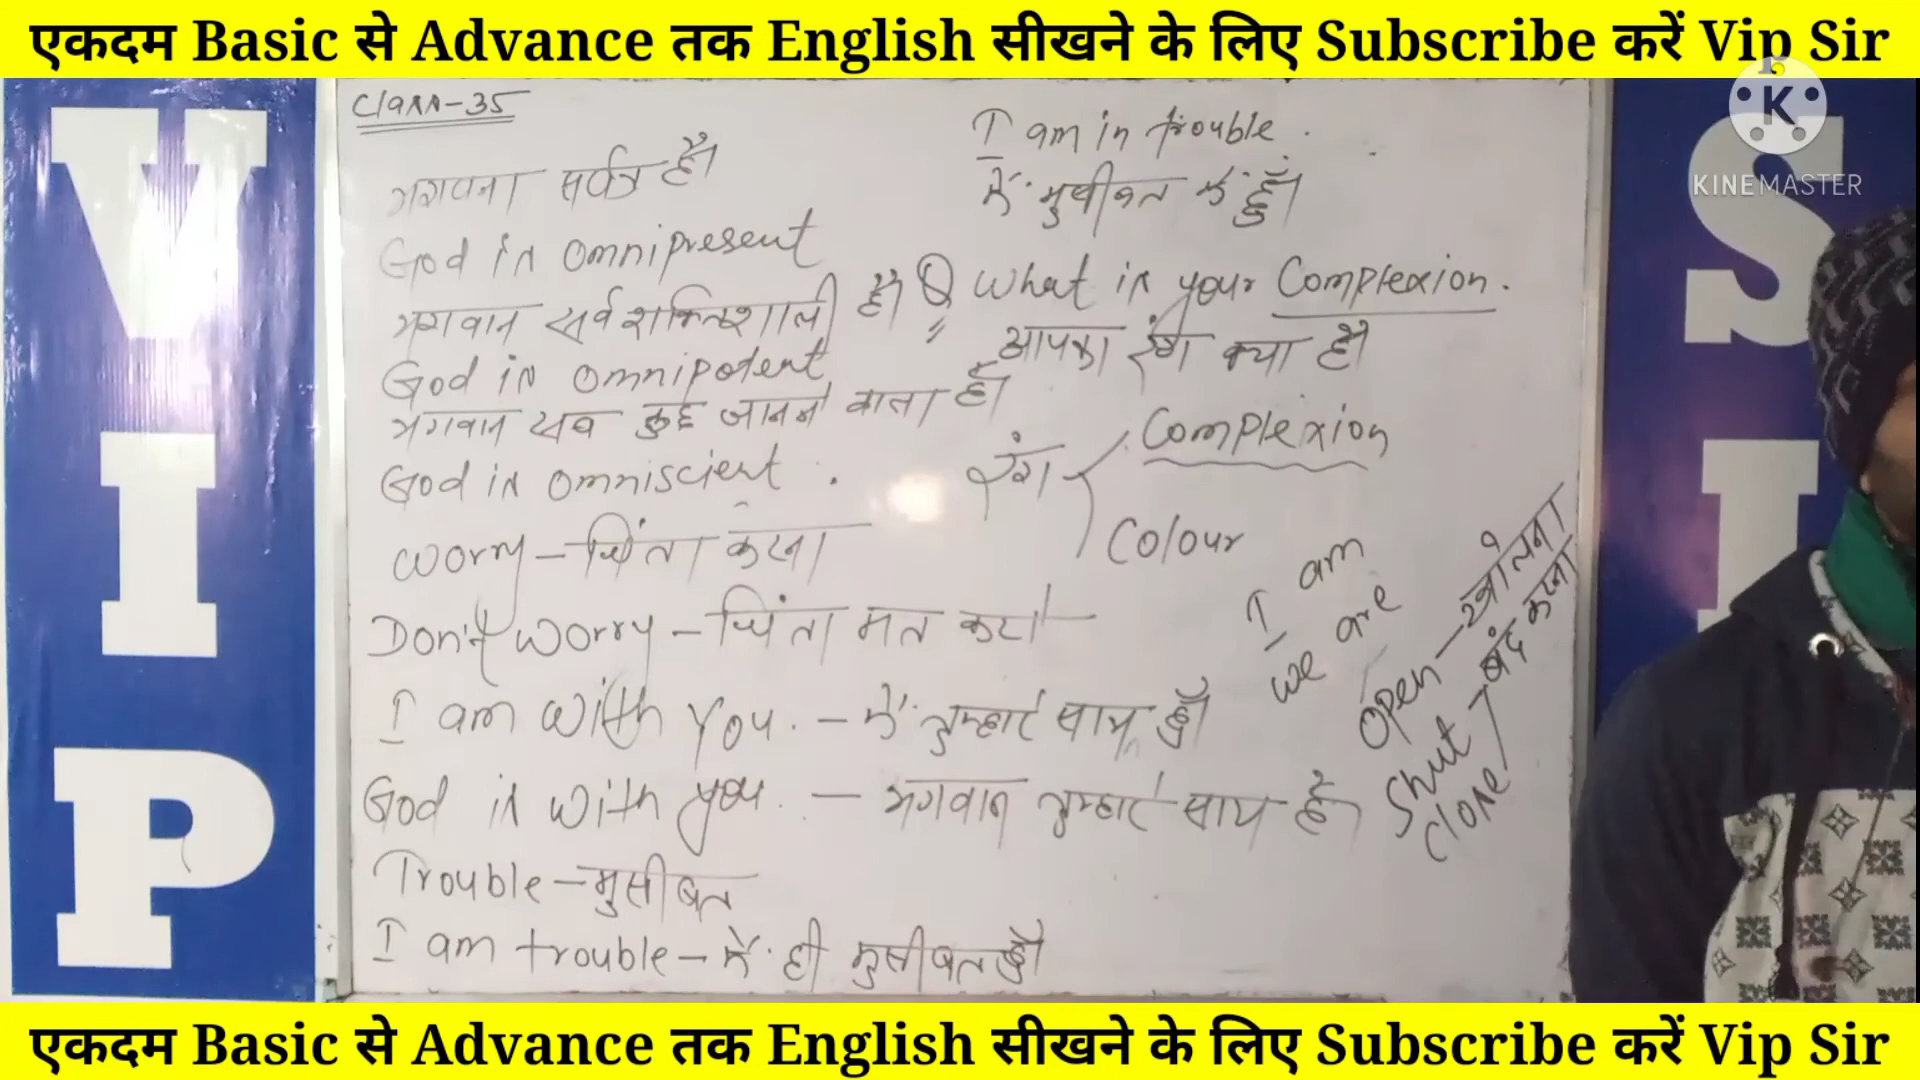 एकदम Basic से Advance तक English सीखने के लिए Subscribe करें Vip Sir
VIP
S
I
KINEMASTER
Class-35
भगवान सर्वत्र है।
God is omnipresent
भगवान सर्वशक्तिशाली है।
God is omnipotent
भगवान सब कुछ जानने वाला है।
God is omniscient.
Worry - चिंता करना
Don't worry - चिंता मत करो
I am with You. - मैं तुम्हारे साथ हूँ।
God is with you. - भगवान तुम्हारे साथ है
Trouble - मुसीबत
I am trouble - मैं ही मुसीबत हूँ।
I am in trouble.
मैं मुसीबत में हूँ।
Q What is your Complexion.
आपका रंग क्या है।
रंग
Complexion
Colour
I am
we are
Open - खोलना
Shut
Close
बंद करना
एकदम Basic से Advance तक English सीखने के लिए Subscribe करें Vip Sir